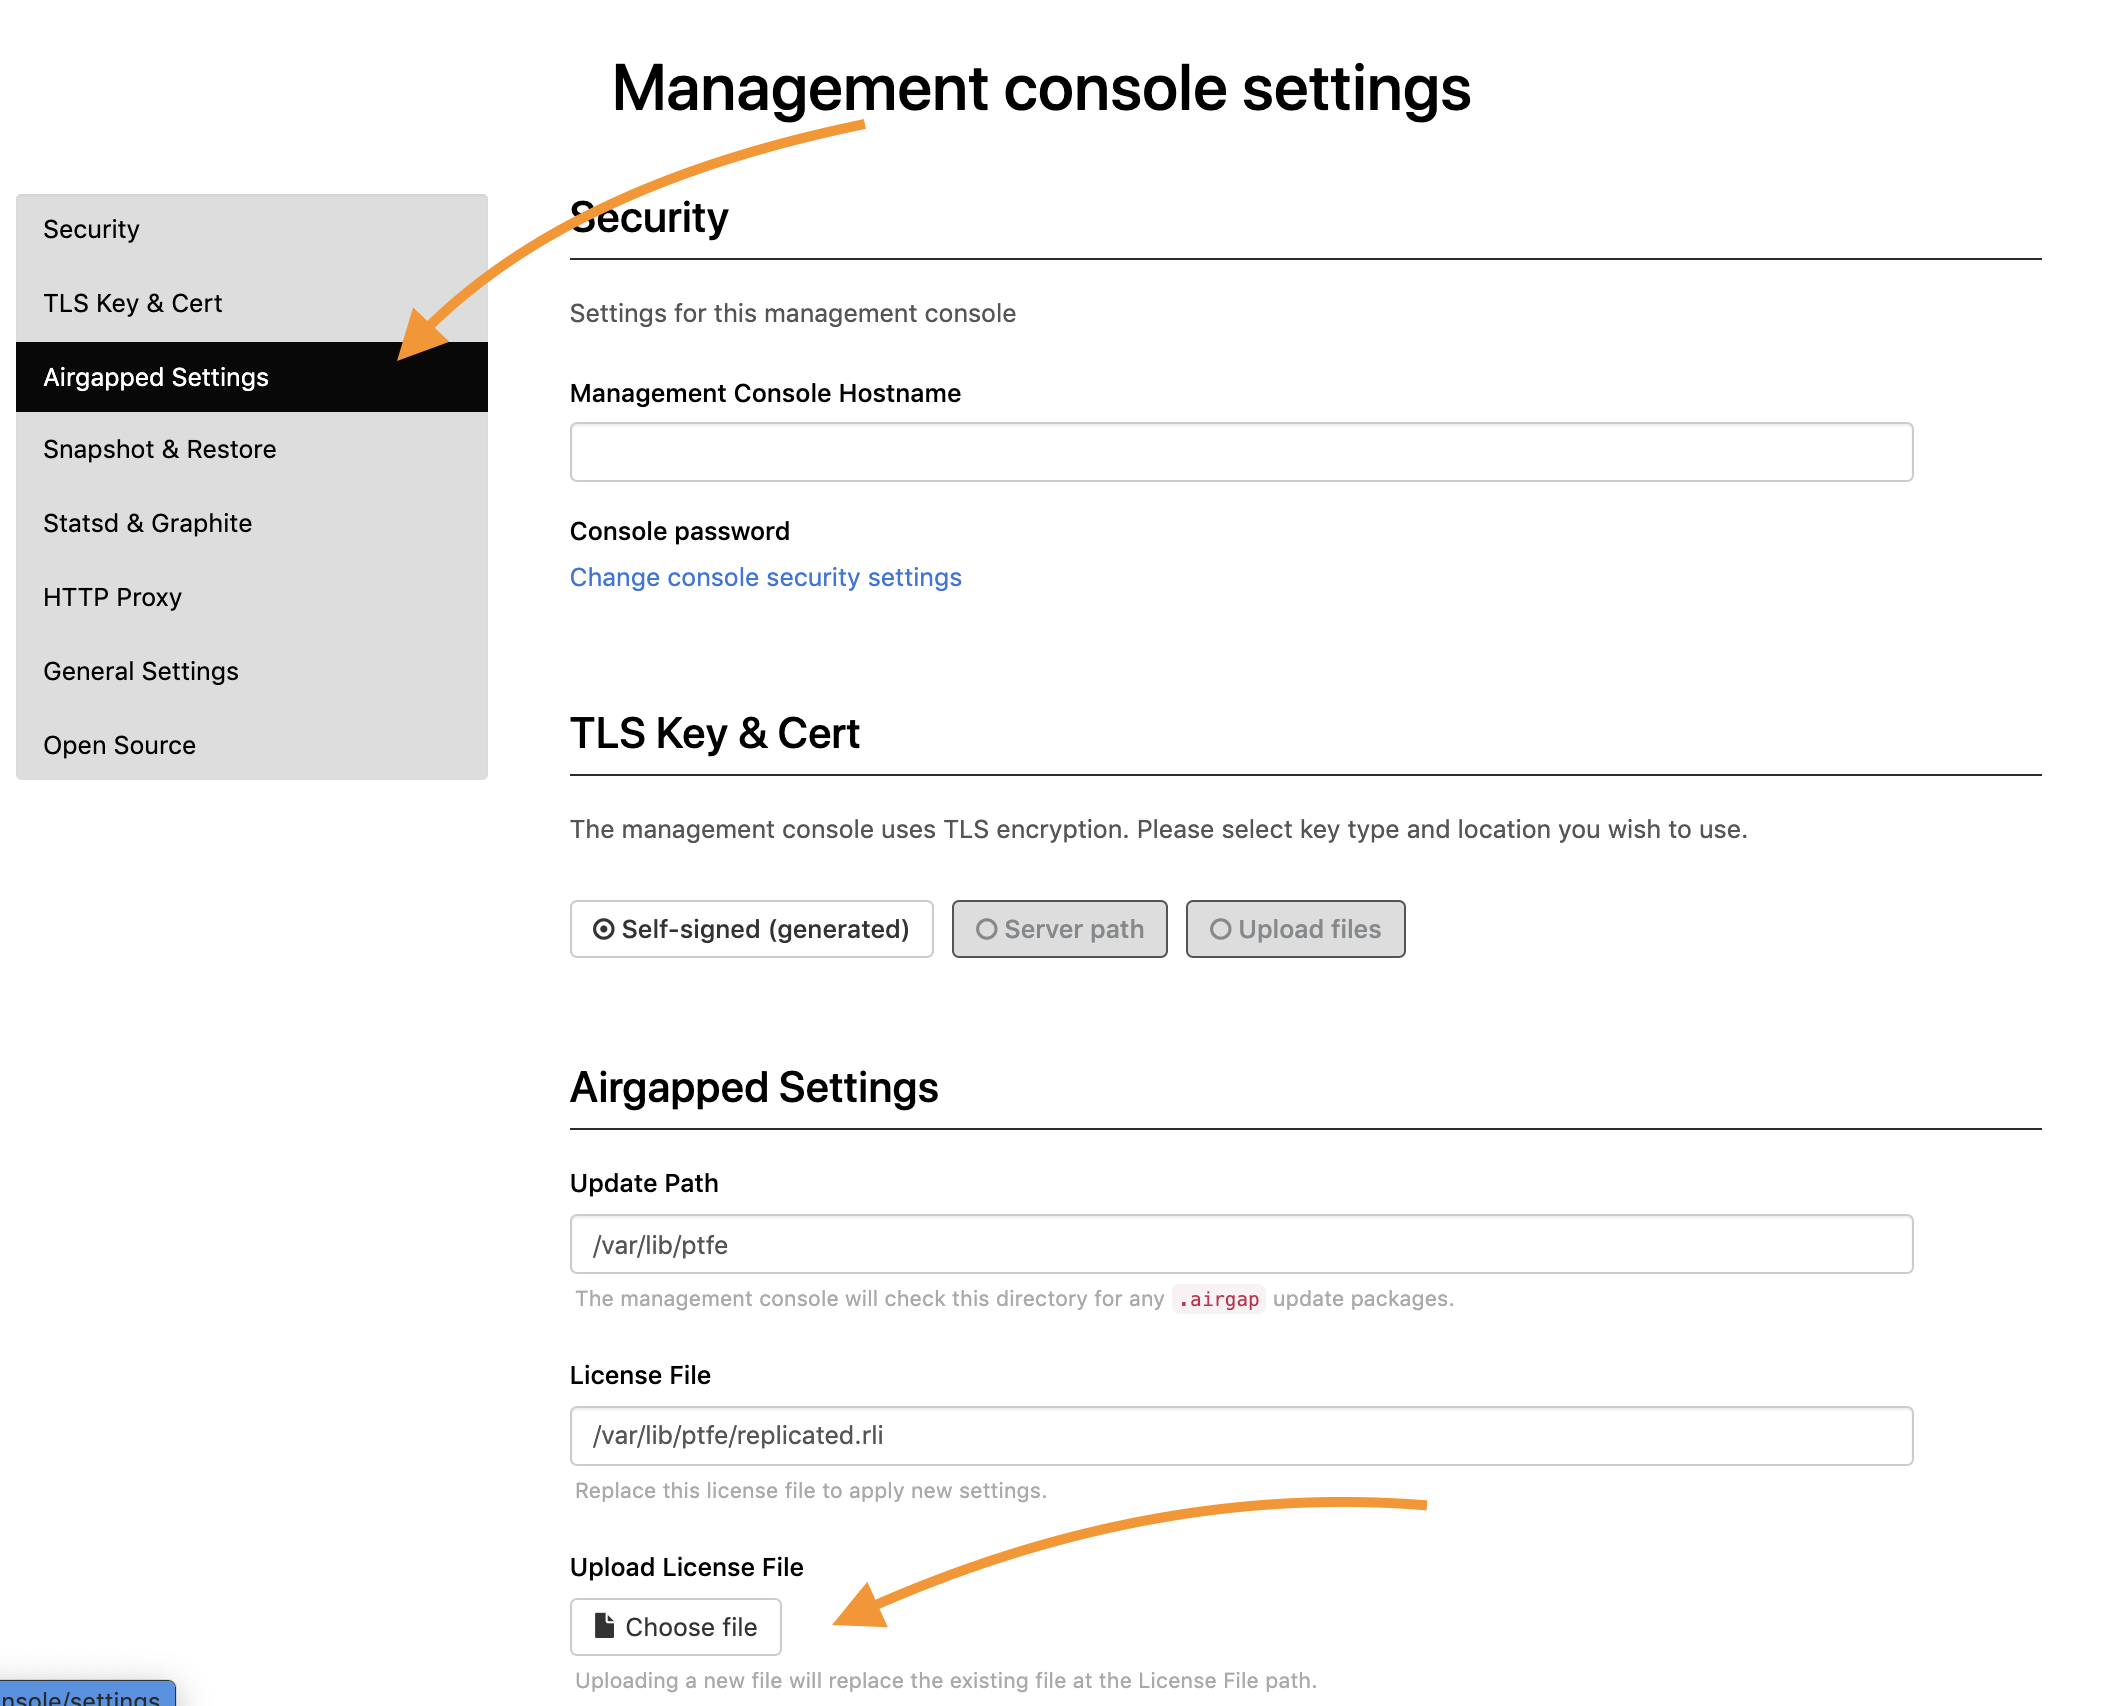 Management console settings
Security
TLS Key & Cert
Airgapped Settings
Snapshot & Restore
Statsd & Graphite
HTTP Proxy
General Settings
Open Source
Security
Settings for this management console
Management Console Hostname
Console password
Change console security settings
TLS Key & Cert
The management console uses TLS encryption. Please select key type and location you wish to use.
Self-signed (generated) Server path Upload files
Airgapped Settings
Update Path
/var/lib/ptfe
The management console will check this directory for any .airgap update packages.
License File
/var/lib/ptfe/replicated.rli
Replace this license file to apply new settings.
Upload License File
Choose file
Uploading a new file will replace the existing file at the License File path.
nsole/settings